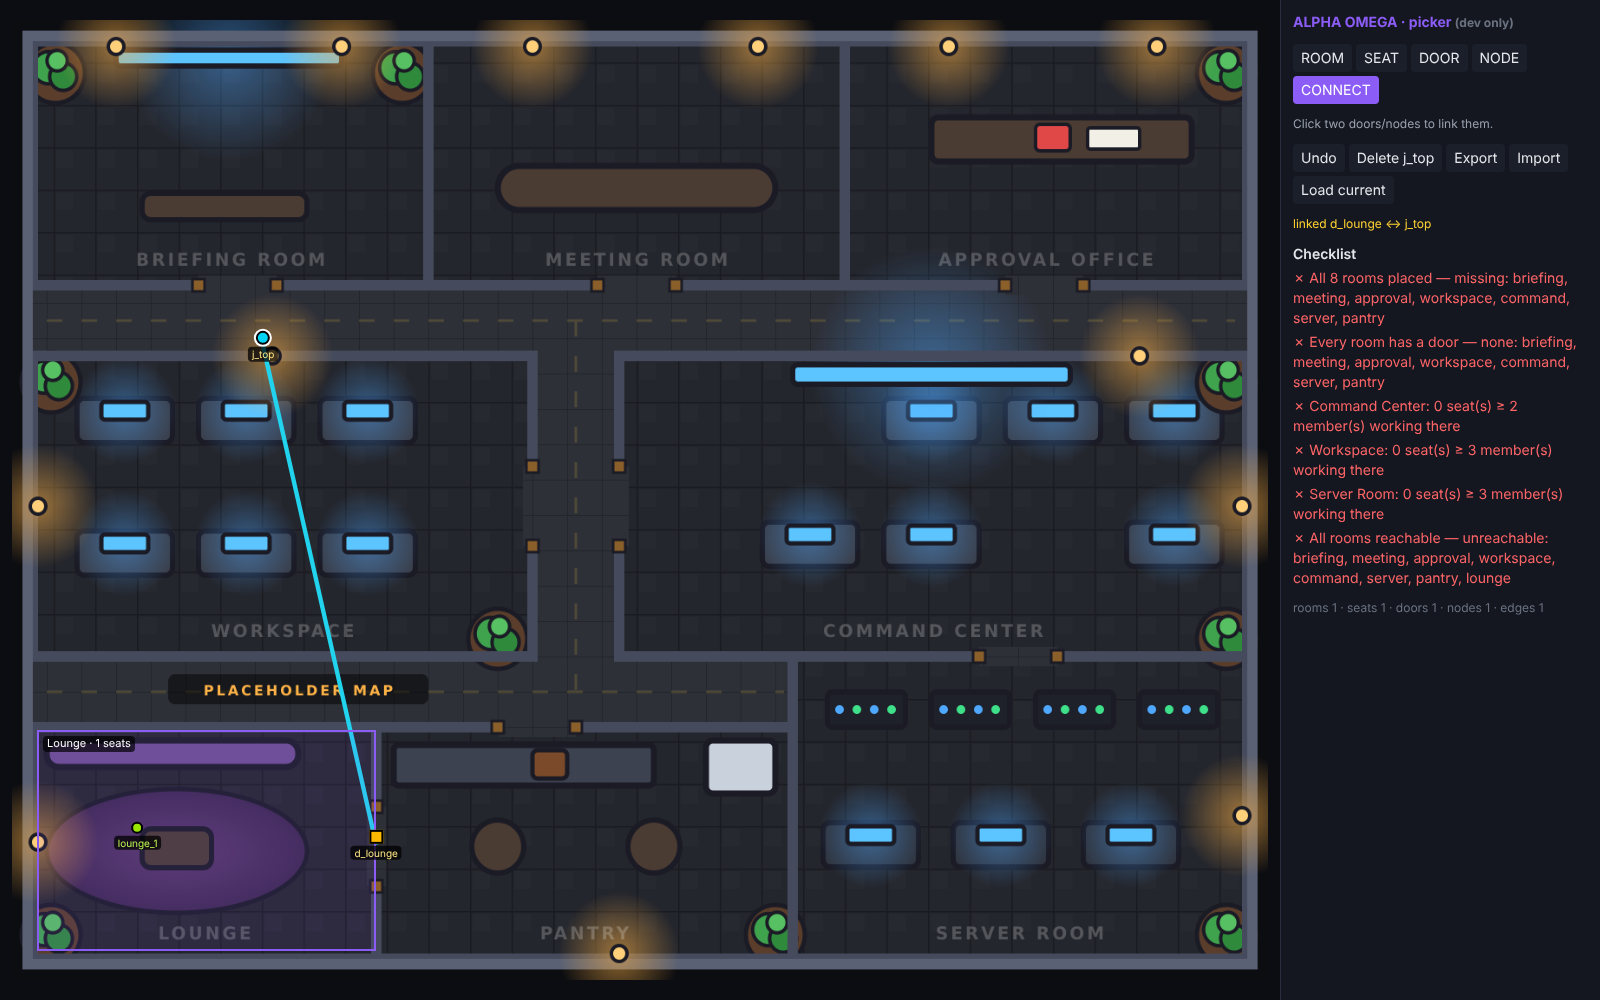 BRIEFING ROOM
MEETING ROOM
APPROVAL OFFICE
j_top
WORKSPACE
COMMAND CENTER
PLACEHOLDER MAP
Lounge · 1 seats
lounge_1
d_lounge
LOUNGE
PANTRY
SERVER ROOM
ALPHA OMEGA · picker (dev only)
ROOM SEAT DOOR NODE
CONNECT
Click two doors/nodes to link them.
Undo Delete j_top Export Import
Load current
linked d_lounge ↔ j_top
Checklist
× All 8 rooms placed — missing: briefing,
meeting, approval, workspace, command,
server, pantry
× Every room has a door — none: briefing,
meeting, approval, workspace, command,
server, pantry
× Command Center: 0 seat(s) ≥ 2
member(s) working there
× Workspace: 0 seat(s) ≥ 3 member(s)
working there
× Server Room: 0 seat(s) ≥ 3 member(s)
working there
× All rooms reachable — unreachable:
briefing, meeting, approval, workspace,
command, server, pantry, lounge
rooms 1 · seats 1 · doors 1 · nodes 1 · edges 1